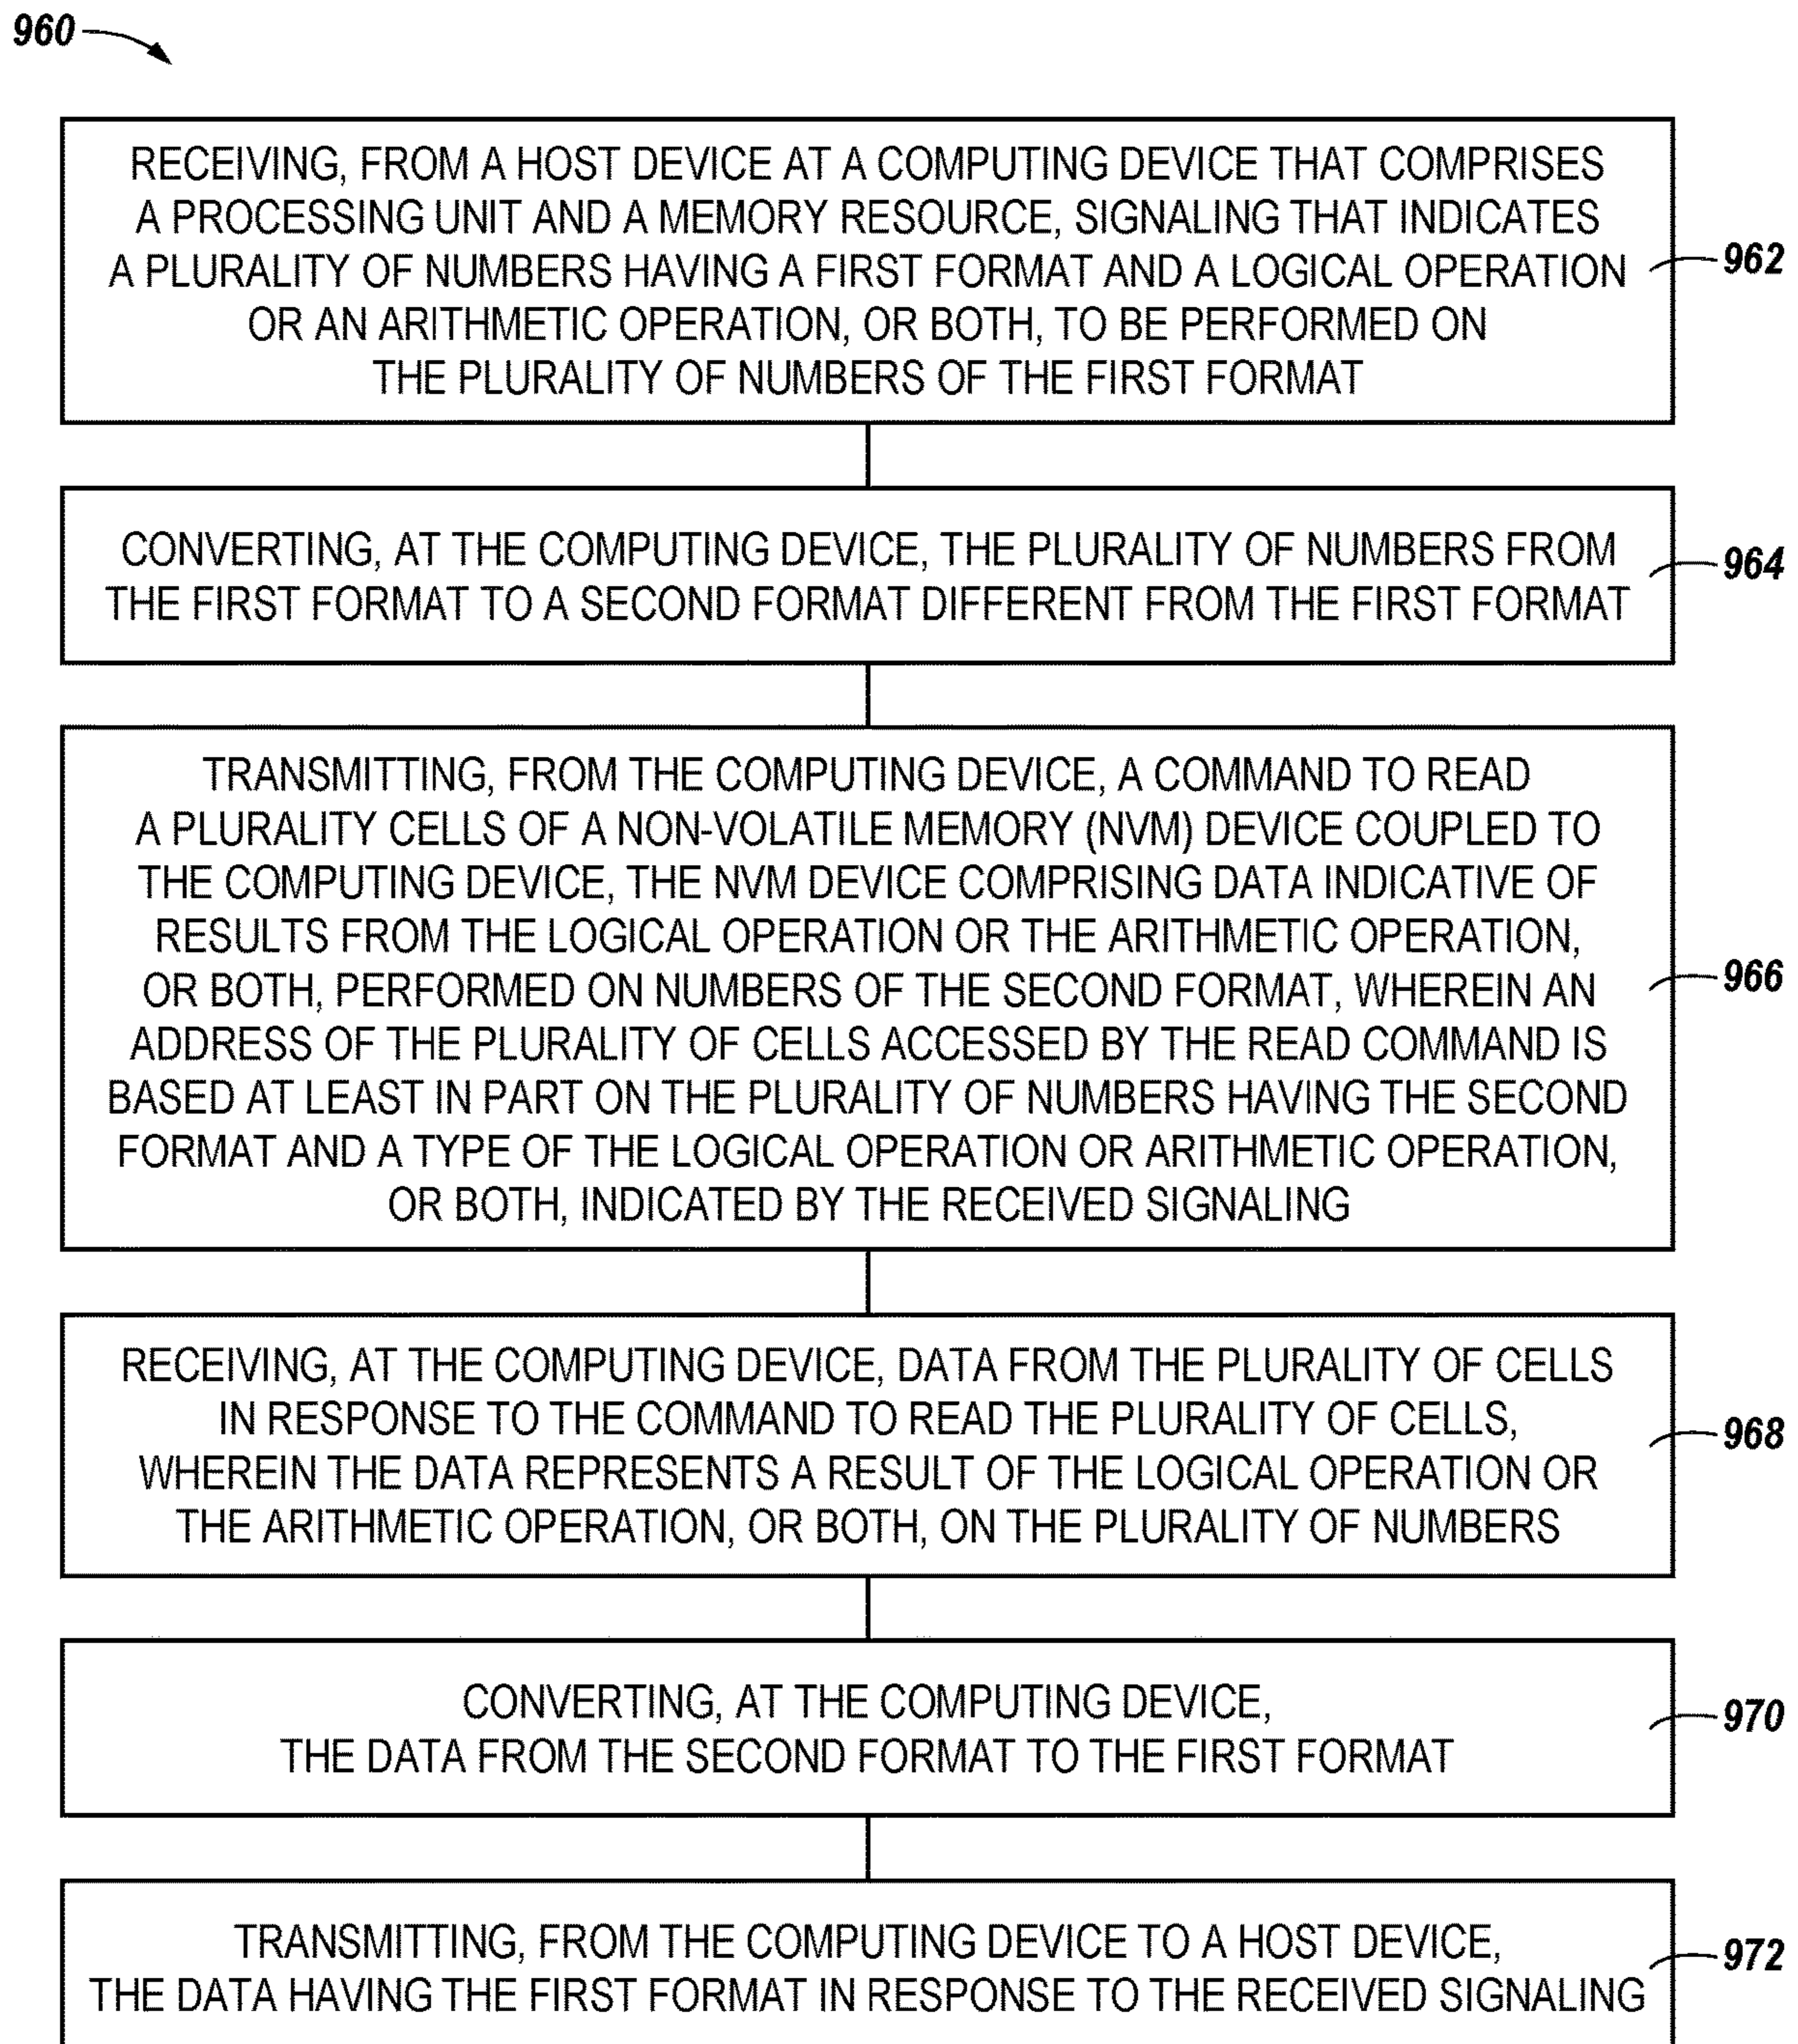 960
RECEIVING, FROM A HOST DEVICE AT A COMPUTING DEVICE THAT COMPRISES
A PROCESSING UNIT AND A MEMORY RESOURCE, SIGNALING THAT INDICATES
A PLURALITY OF NUMBERS HAVING A FIRST FORMAT AND A LOGICAL OPERATION
OR AN ARITHMETIC OPERATION, OR BOTH, TO BE PERFORMED ON
THE PLURALITY OF NUMBERS OF THE FIRST FORMAT
962
CONVERTING, AT THE COMPUTING DEVICE, THE PLURALITY OF NUMBERS FROM
THE FIRST FORMAT TO A SECOND FORMAT DIFFERENT FROM THE FIRST FORMAT
964
TRANSMITTING, FROM THE COMPUTING DEVICE, A COMMAND TO READ
A PLURALITY CELLS OF A NON-VOLATILE MEMORY (NVM) DEVICE COUPLED TO
THE COMPUTING DEVICE, THE NVM DEVICE COMPRISING DATA INDICATIVE OF
RESULTS FROM THE LOGICAL OPERATION OR THE ARITHMETIC OPERATION,
OR BOTH, PERFORMED ON NUMBERS OF THE SECOND FORMAT, WHEREIN AN
ADDRESS OF THE PLURALITY OF CELLS ACCESSED BY THE READ COMMAND IS
BASED AT LEAST IN PART ON THE PLURALITY OF NUMBERS HAVING THE SECOND
FORMAT AND A TYPE OF THE LOGICAL OPERATION OR ARITHMETIC OPERATION,
OR BOTH, INDICATED BY THE RECEIVED SIGNALING
966
RECEIVING, AT THE COMPUTING DEVICE, DATA FROM THE PLURALITY OF CELLS
IN RESPONSE TO THE COMMAND TO READ THE PLURALITY OF CELLS,
WHEREIN THE DATA REPRESENTS A RESULT OF THE LOGICAL OPERATION OR
THE ARITHMETIC OPERATION, OR BOTH, ON THE PLURALITY OF NUMBERS
968
CONVERTING, AT THE COMPUTING DEVICE,
THE DATA FROM THE SECOND FORMAT TO THE FIRST FORMAT
970
TRANSMITTING, FROM THE COMPUTING DEVICE TO A HOST DEVICE,
THE DATA HAVING THE FIRST FORMAT IN RESPONSE TO THE RECEIVED SIGNALING
972